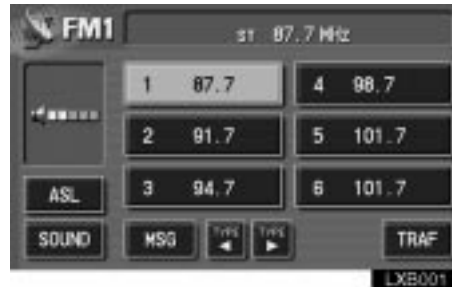 FM1
ST 87.7 MHz
1 87.7
4 98.7
2 91.7
5 101.7
3 94.7
6 101.7
ASL
SOUND
MSG
TYPE ◀
TYPE ▶
TRAF
LXB001